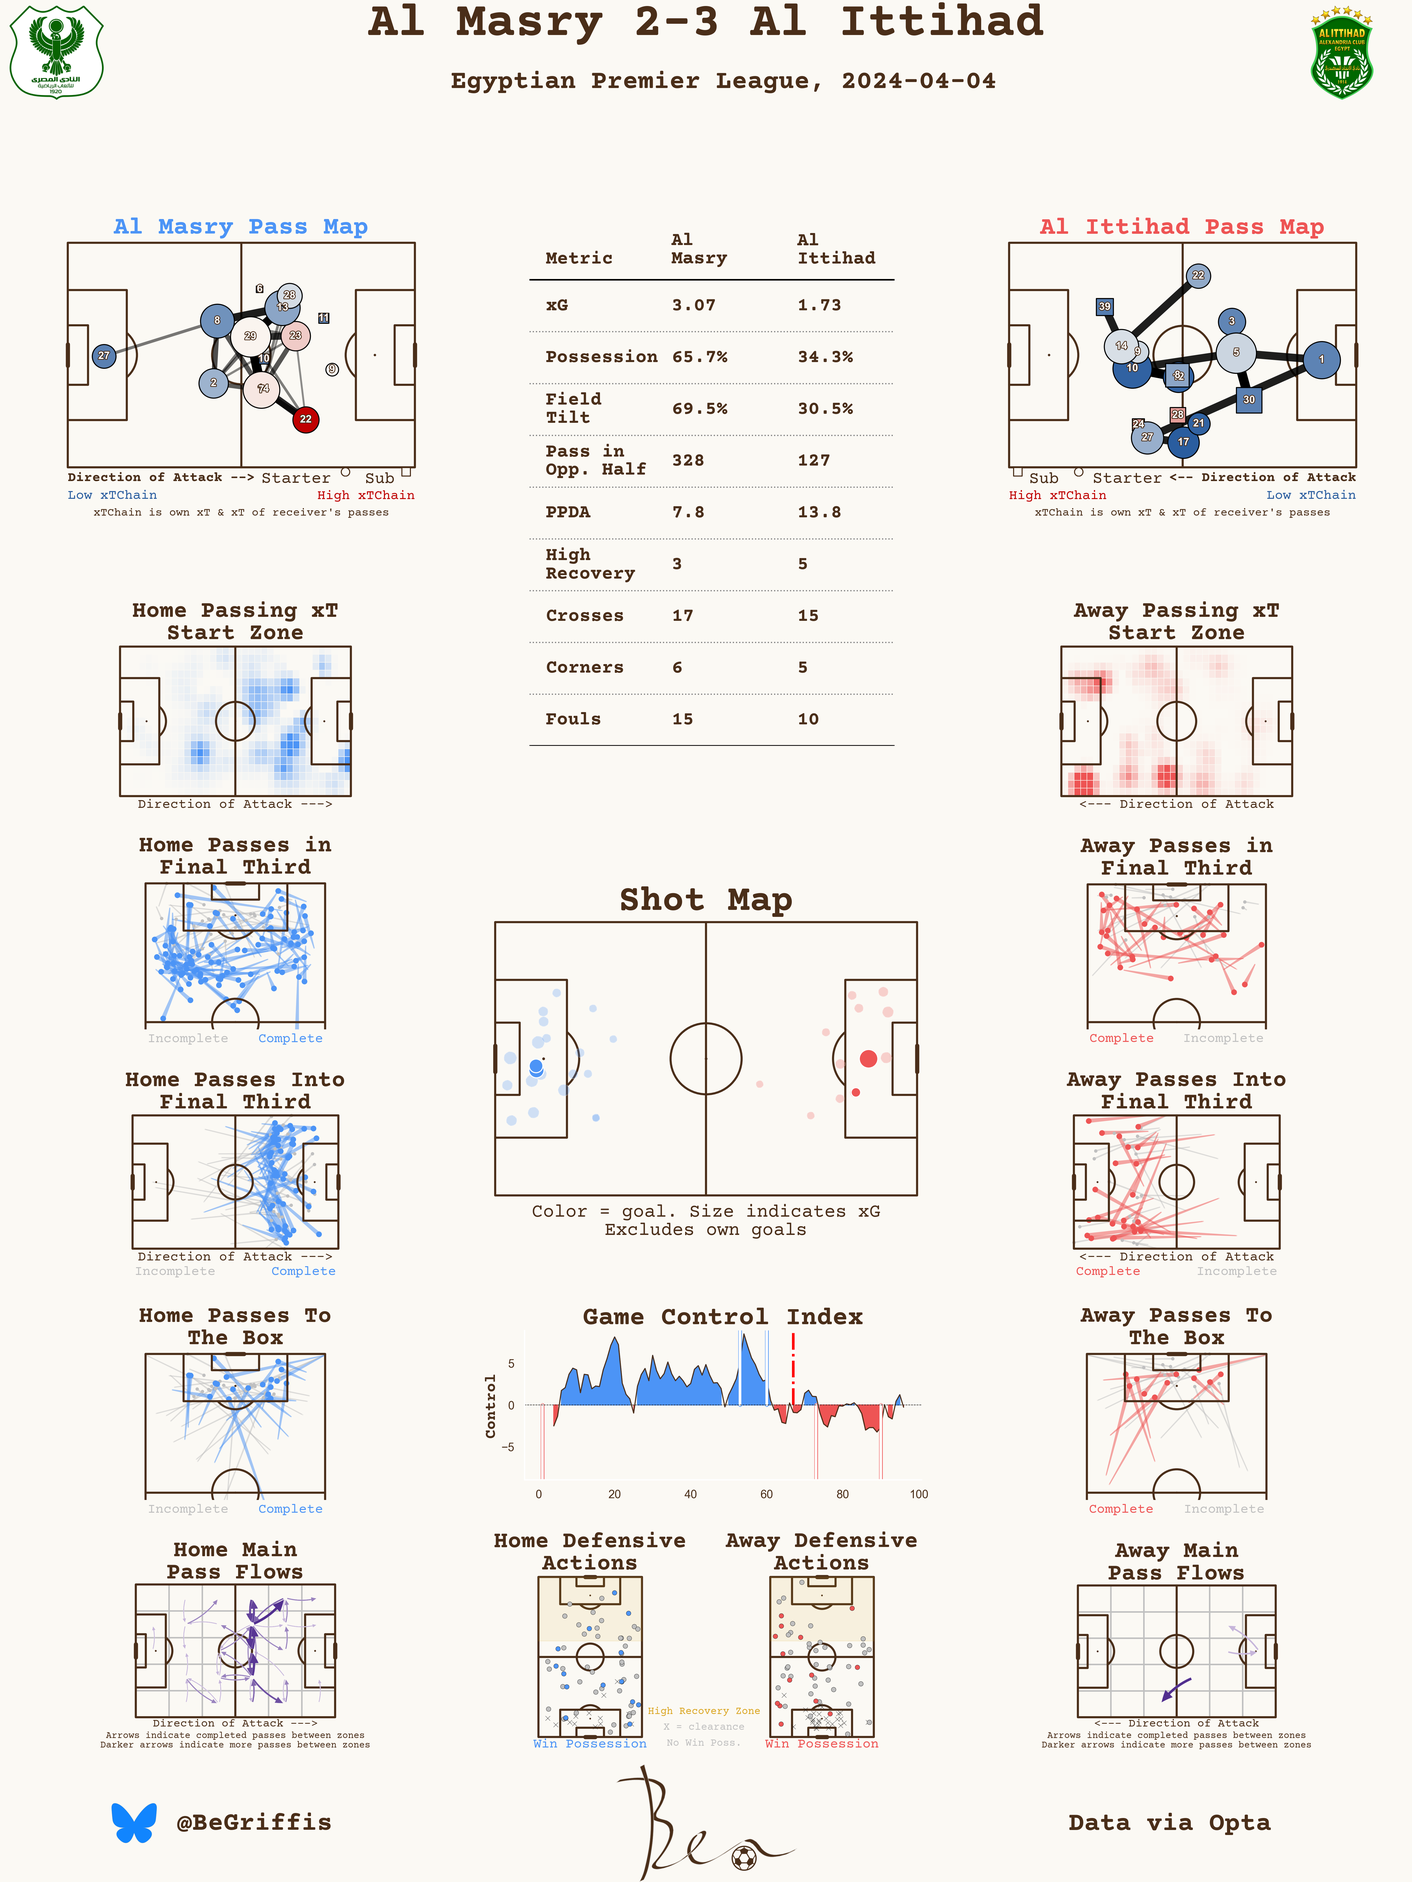 Al Masry 2-3 Al Ittihad
Egyptian Premier League, 2024-04-04
النادي المصري
للألعاب الرياضية
1920
ALITTIHAD
ALEXANDRIA CLUB
EGYPT
1914
Al Masry Pass Map
6
28
13
11
8
29
23
10
27
9
2
22
Direction of Attack --> Starter Sub
Low xTChain High xTChain
xTChain is own xT & xT of receiver's passes
Metric Al Masry Al Ittihad
xG 3.07 1.73
Possession 65.7% 34.3%
Field Tilt 69.5% 30.5%
Pass in Opp. Half 328 127
PPDA 7.8 13.8
High Recovery 3 5
Crosses 17 15
Corners 6 5
Fouls 15 10
Al Ittihad Pass Map
22
39
3
14
9
5
1
10
8
30
28
24
21
27
17
Sub Starter <-- Direction of Attack
High xTChain Low xTChain
xTChain is own xT & xT of receiver's passes
Home Passing xT
Start Zone
Direction of Attack --->
Away Passing xT
Start Zone
<--- Direction of Attack
Home Passes in
Final Third
Incomplete Complete
Shot Map
Color = goal. Size indicates xG
Excludes own goals
Away Passes in
Final Third
Complete Incomplete
Home Passes Into
Final Third
Direction of Attack --->
Incomplete Complete
Away Passes Into
Final Third
<--- Direction of Attack
Complete Incomplete
Home Passes To
The Box
Incomplete Complete
Game Control Index
Control
5
0
−5
0 20 40 60 80 100
Away Passes To
The Box
Complete Incomplete
Home Main
Pass Flows
Direction of Attack --->
Arrows indicate completed passes between zones
Darker arrows indicate more passes between zones
Home Defensive
Actions
Win Possession
High Recovery Zone
X = clearance
No Win Poss.
Away Defensive
Actions
Win Possession
Away Main
Pass Flows
<--- Direction of Attack
Arrows indicate completed passes between zones
Darker arrows indicate more passes between zones
@BeGriffis
Ben
Data via Opta